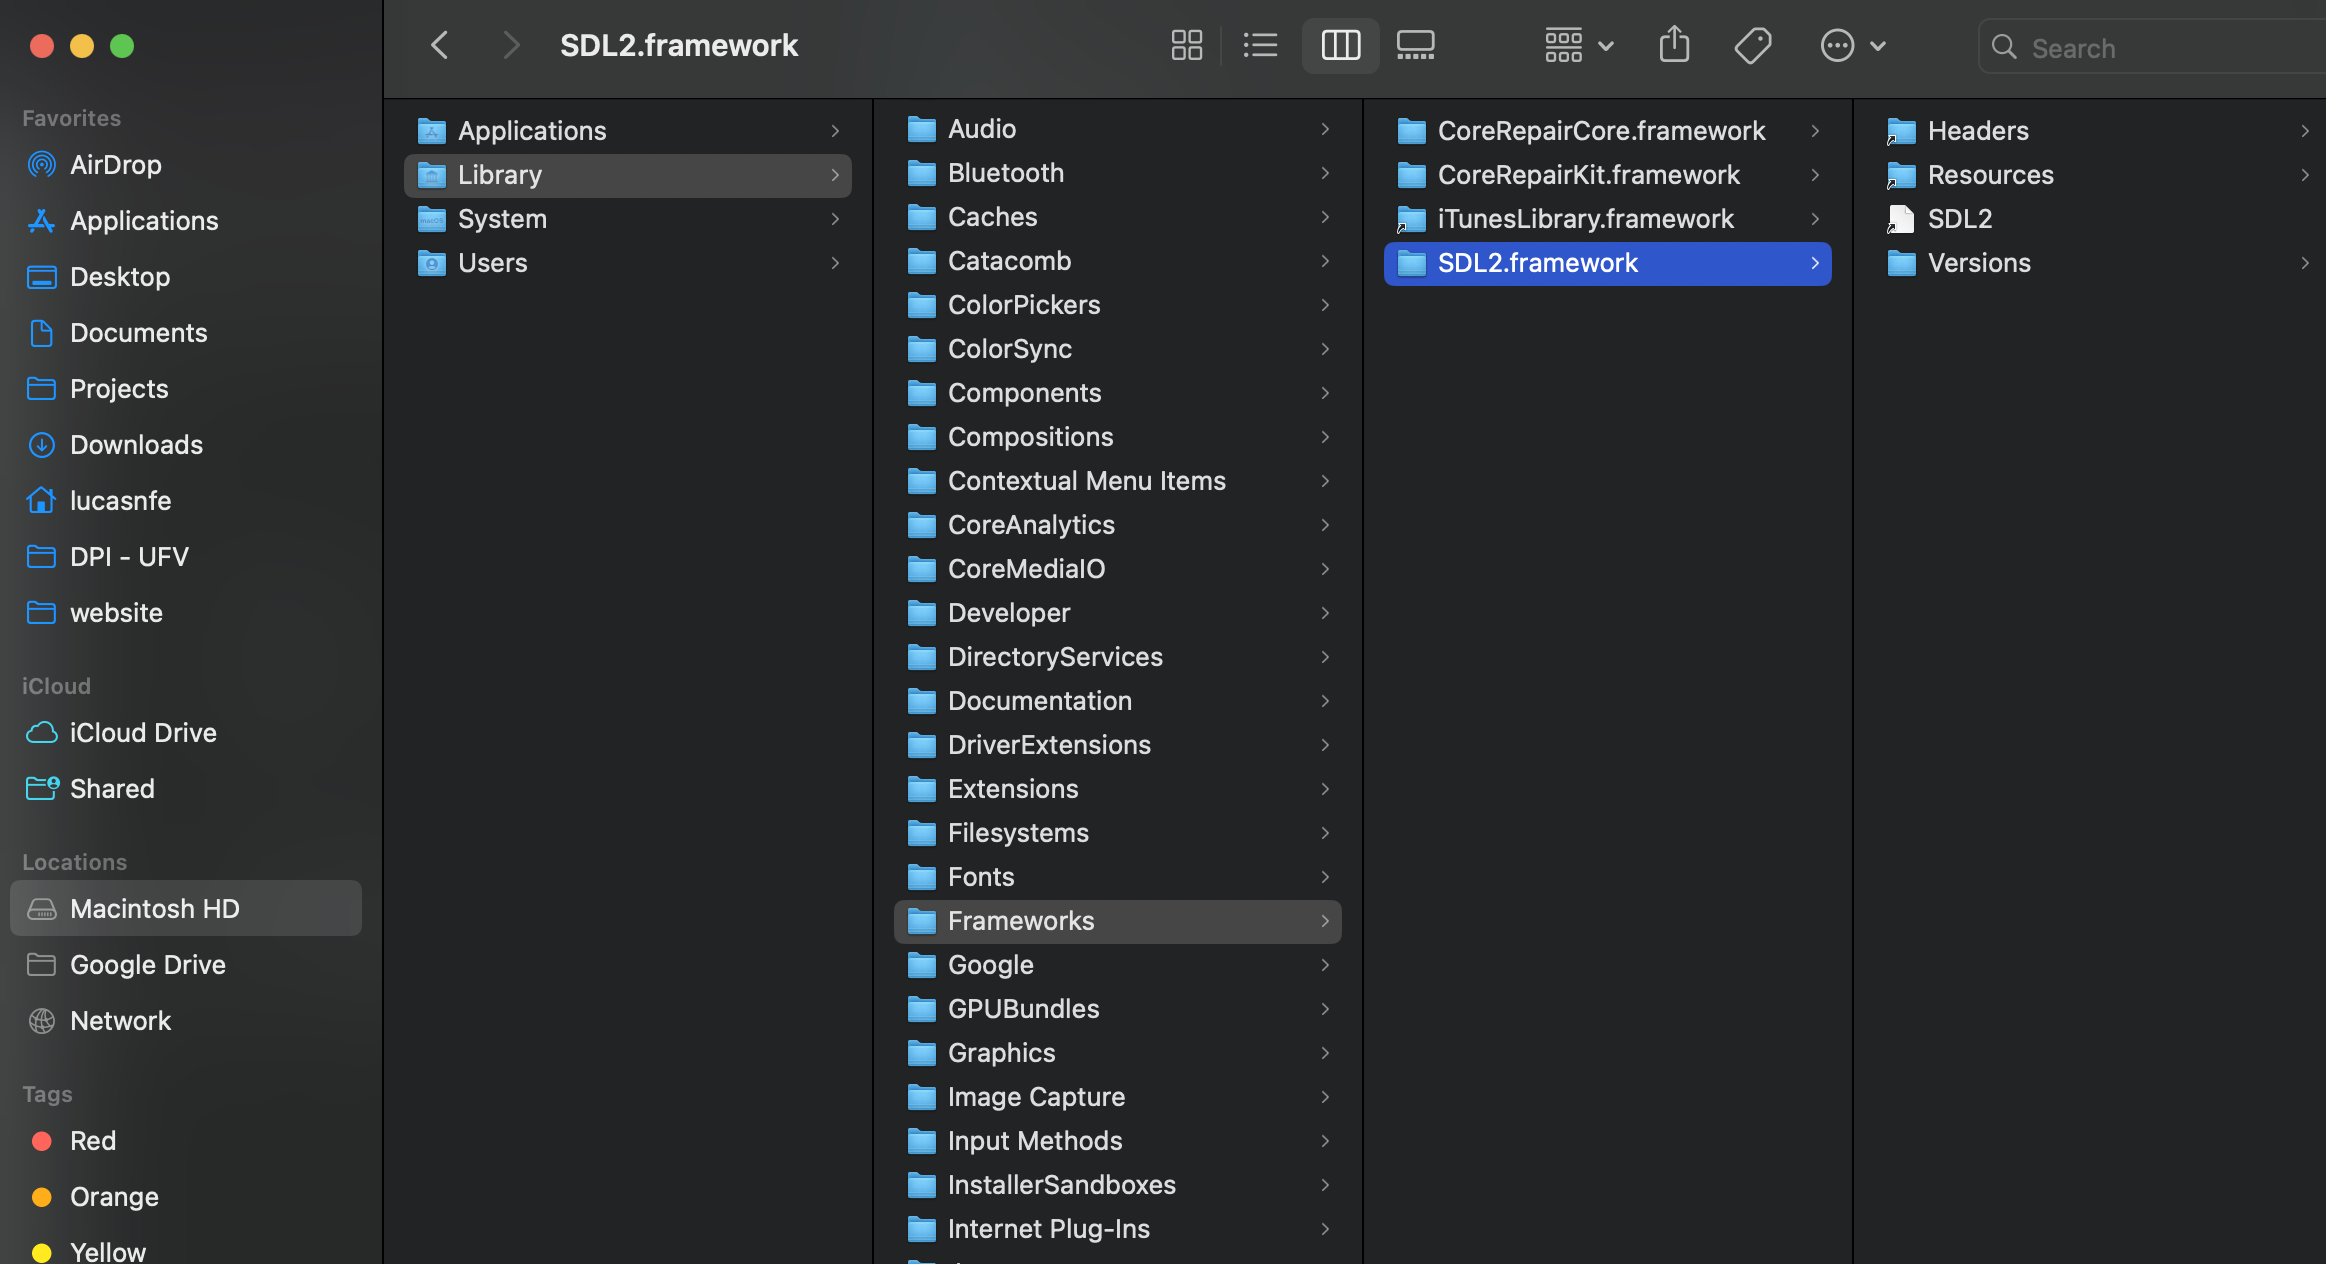 SDL2.framework
Search
Favorites
AirDrop
Applications
Desktop
Documents
Projects
Downloads
lucasnfe
DPI - UFV
website
iCloud
iCloud Drive
Shared
Locations
Macintosh HD
Google Drive
Network
Tags
Red
Orange
Yellow
Applications
Library
System
Users
Audio
Bluetooth
Caches
Catacomb
ColorPickers
ColorSync
Components
Compositions
Contextual Menu Items
CoreAnalytics
CoreMediaIO
Developer
DirectoryServices
Documentation
DriverExtensions
Extensions
Filesystems
Fonts
Frameworks
Google
GPUBundles
Graphics
Image Capture
Input Methods
InstallerSandboxes
Internet Plug-Ins
CoreRepairCore.framework
CoreRepairKit.framework
iTunesLibrary.framework
SDL2.framework
Headers
Resources
SDL2
Versions